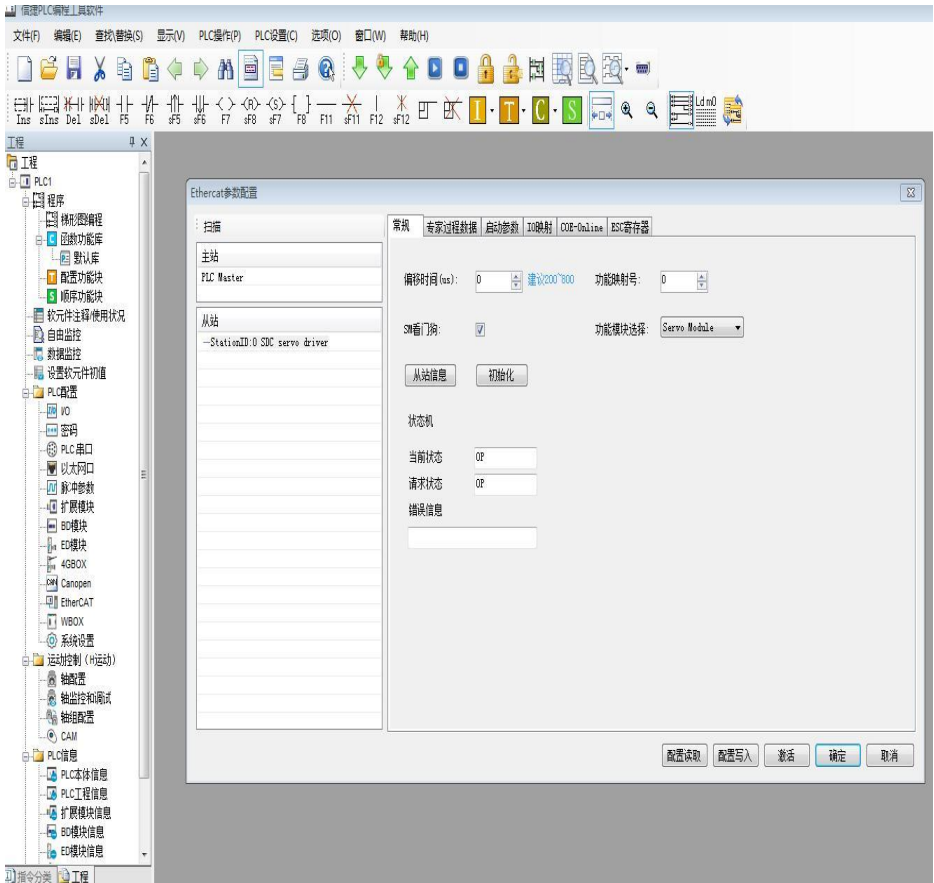 信捷PLC编程工具软件
文件(F) 编辑(E) 查找\替换(S) 显示(V) PLC操作(P) PLC设置(C) 选项(O) 窗口(W) 帮助(H)
Ins sIns Del sDel F5 F6 sF5 sF6 F7 sF8 sF7 F8 F11 sF11 F12 sF12 I T C S Ld m0
工程
工程
PLC1
程序
梯形图编程
函数功能库
默认库
配置功能块
顺序功能块
软元件注释/使用状况
自由监控
数据监控
设置软元件初值
PLC配置
I/O
密码
PLC 串口
以太网口
脉冲参数
扩展模块
BD模块
ED模块
4GBOX
Canopen
EtherCAT
WBOX
系统设置
运动控制(H运动)
轴配置
轴监控和调试
轴组配置
CAM
PLC信息
PLC本体信息
PLC工程信息
扩展模块信息
BD模块信息
ED模块信息
指令分类 工程
Ethercat参数配置
扫描
主站
PLC Master
从站
--StationID:0 SDC servo driver
常规 专家过程数据 启动参数 IO映射 COE-Online ESC寄存器
偏移时间(us): 0 建议200~800 功能映射号: 0
SM看门狗: 功能模块选择: Servo Module
从站信息 初始化
状态机
当前状态 OP
请求状态 OP
错误信息
配置读取 配置写入 激活 确定 取消